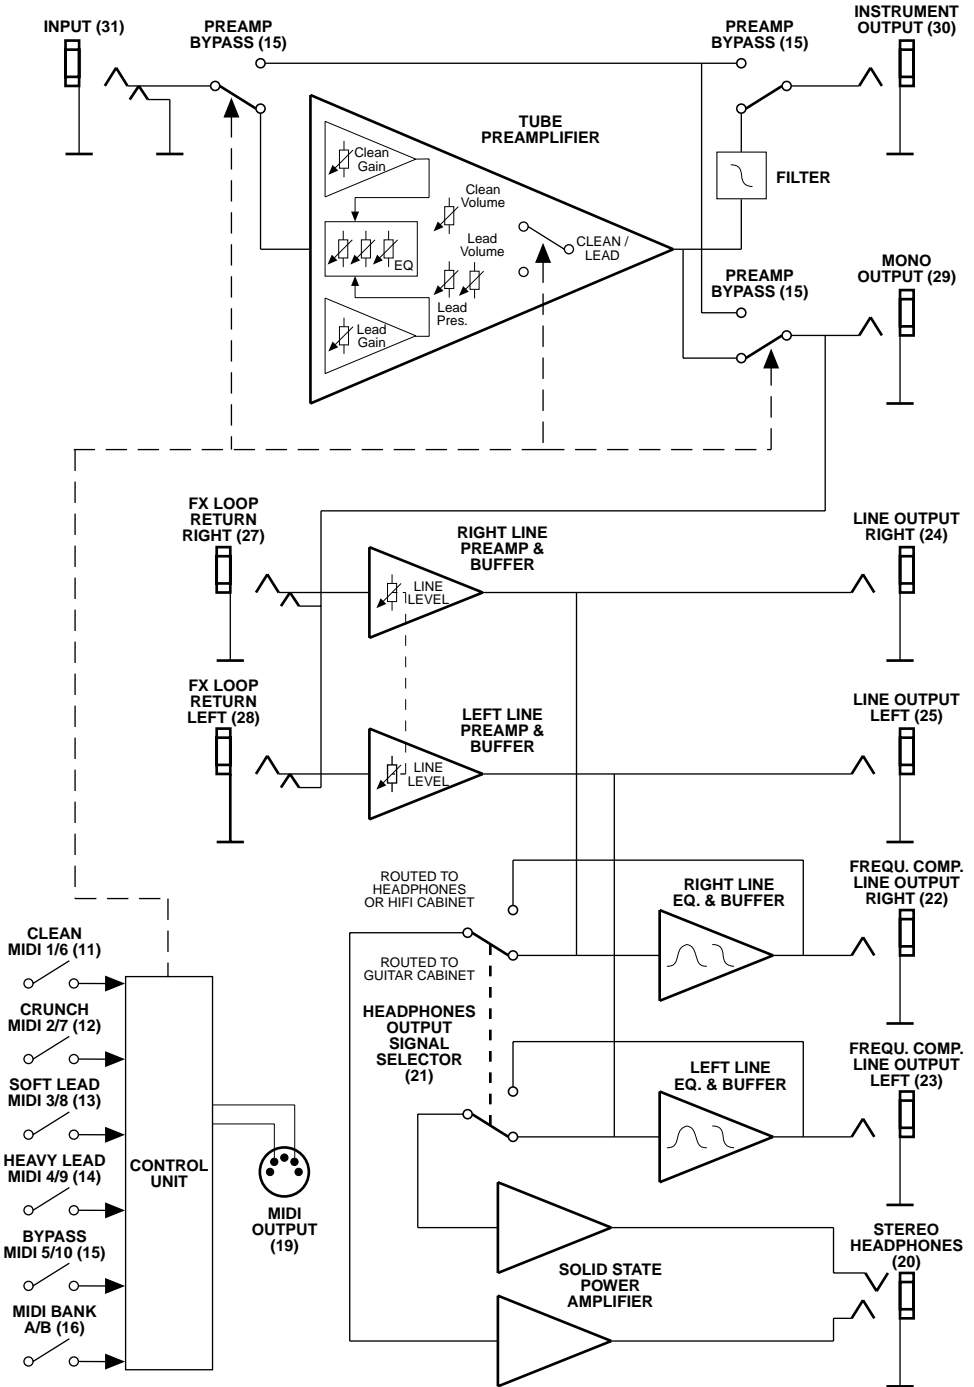 INPUT (31)
PREAMP
BYPASS (15)
PREAMP
BYPASS (15)
INSTRUMENT
OUTPUT (30)
TUBE
PREAMPLIFIER
Clean
Gain
Clean
Volume
FILTER
EQ
Lead
Volume
CLEAN /
LEAD
Lead
Pres.
Lead
Gain
PREAMP
BYPASS (15)
MONO
OUTPUT (29)
FX LOOP
RETURN
RIGHT (27)
RIGHT LINE
PREAMP &
BUFFER
LINE
LEVEL
LINE OUTPUT
RIGHT (24)
FX LOOP
RETURN
LEFT (28)
LEFT LINE
PREAMP &
BUFFER
LINE
LEVEL
LINE OUTPUT
LEFT (25)
ROUTED TO
HEADPHONES
OR HIFI CABINET
RIGHT LINE
EQ. & BUFFER
FREQU. COMP.
LINE OUTPUT
RIGHT (22)
ROUTED TO
GUITAR CABINET
HEADPHONES
OUTPUT
SIGNAL
SELECTOR
(21)
LEFT LINE
EQ. & BUFFER
FREQU. COMP.
LINE OUTPUT
LEFT (23)
CLEAN
MIDI 1/6 (11)
CRUNCH
MIDI 2/7 (12)
SOFT LEAD
MIDI 3/8 (13)
HEAVY LEAD
MIDI 4/9 (14)
BYPASS
MIDI 5/10 (15)
MIDI BANK
A/B (16)
CONTROL
UNIT
MIDI
OUTPUT
(19)
SOLID STATE
POWER
AMPLIFIER
STEREO
HEADPHONES
(20)